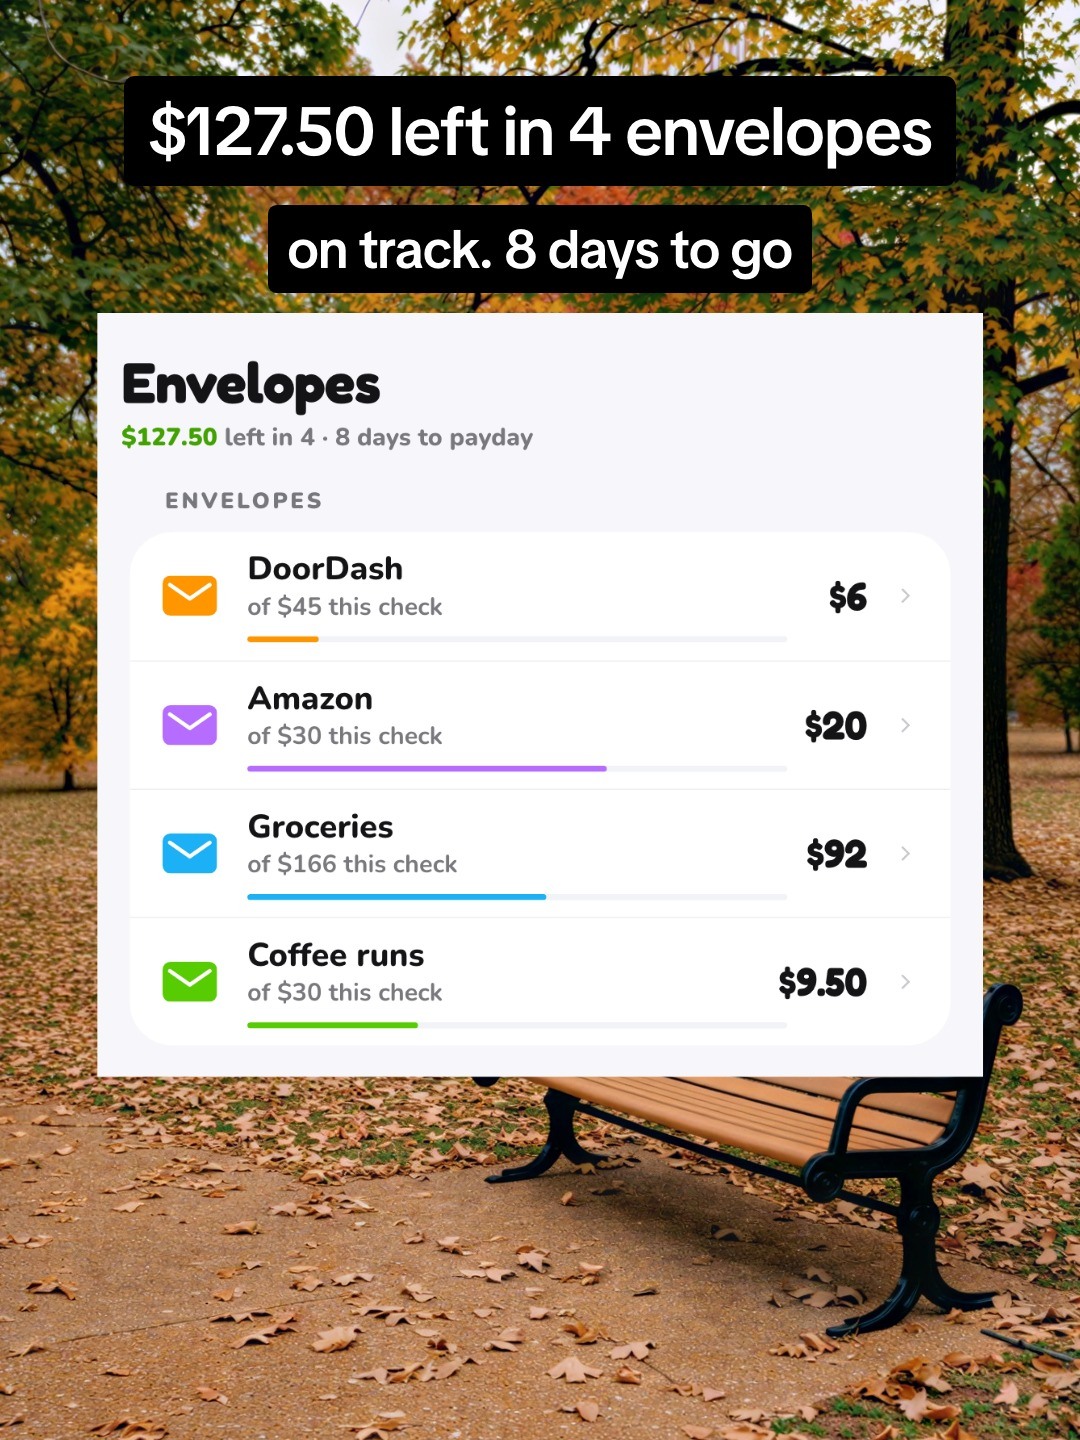 $127.50 left in 4 envelopes
on track. 8 days to go
Envelopes
$127.50 left in 4 · 8 days to payday
ENVELOPES
DoorDash
of $45 this check
$6
Amazon
of $30 this check
$20
Groceries
of $166 this check
$92
Coffee runs
of $30 this check
$9.50